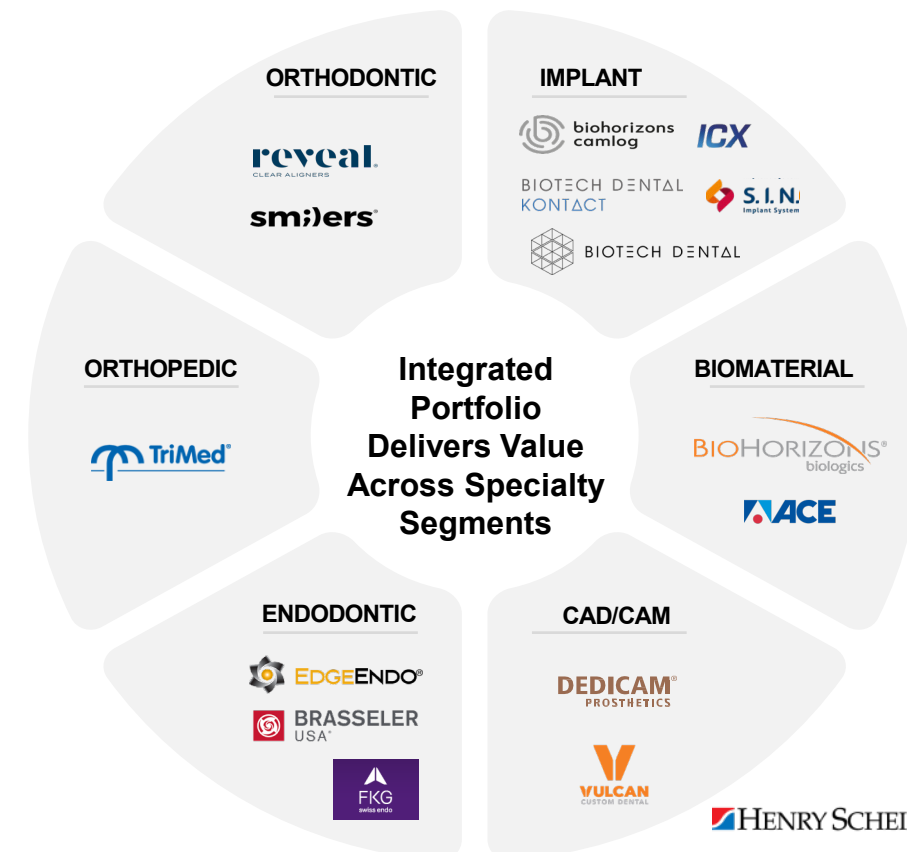 ORTHODONTIC
reveal.
CLEAR ALIGNERS
sm;)ers®
IMPLANT
biohorizons
camlog
ICX
BIOTECH DENTAL
KONTACT
S.I.N.
Implant System
BIOTECH DENTAL
ORTHOPEDIC
TriMed®
Integrated
Portfolio
Delivers Value
Across Specialty
Segments
BIOMATERIAL
BIOHORIZONS®
biologics
ACE
ENDODONTIC
EDGEENDO®
BRASSELER
USA®
FKG
swiss endo
CAD/CAM
DEDICAM®
PROSTHETICS
VULCAN
CUSTOM DENTAL
HENRY SCHEI